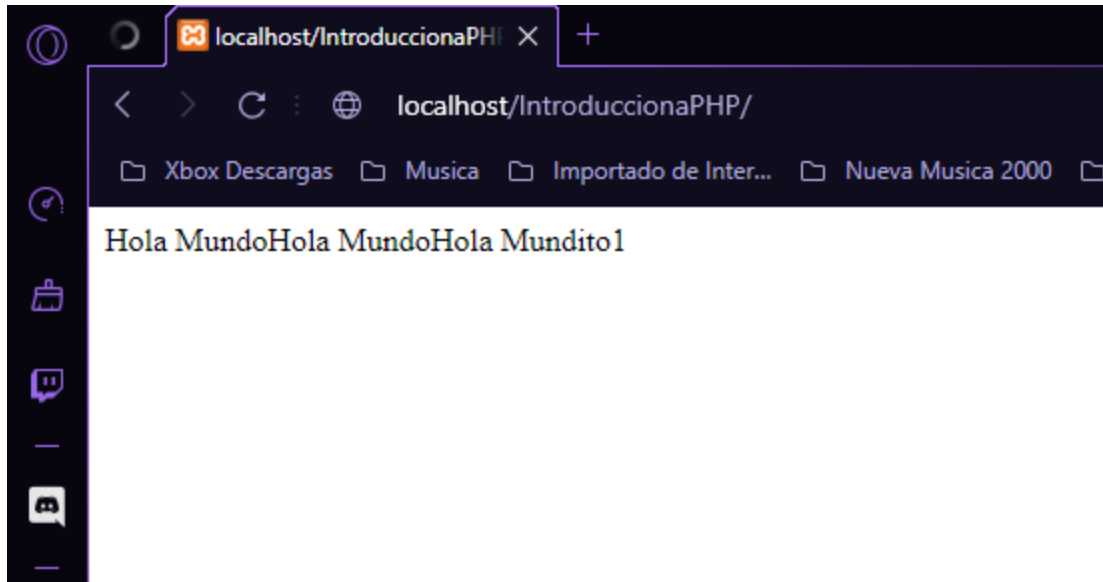 localhost/IntroduccionaPH
localhost/IntroduccionaPHP/
Xbox Descargas Musica Importado de Inter... Nueva Musica 2000
Hola MundoHola MundoHola Mundito1